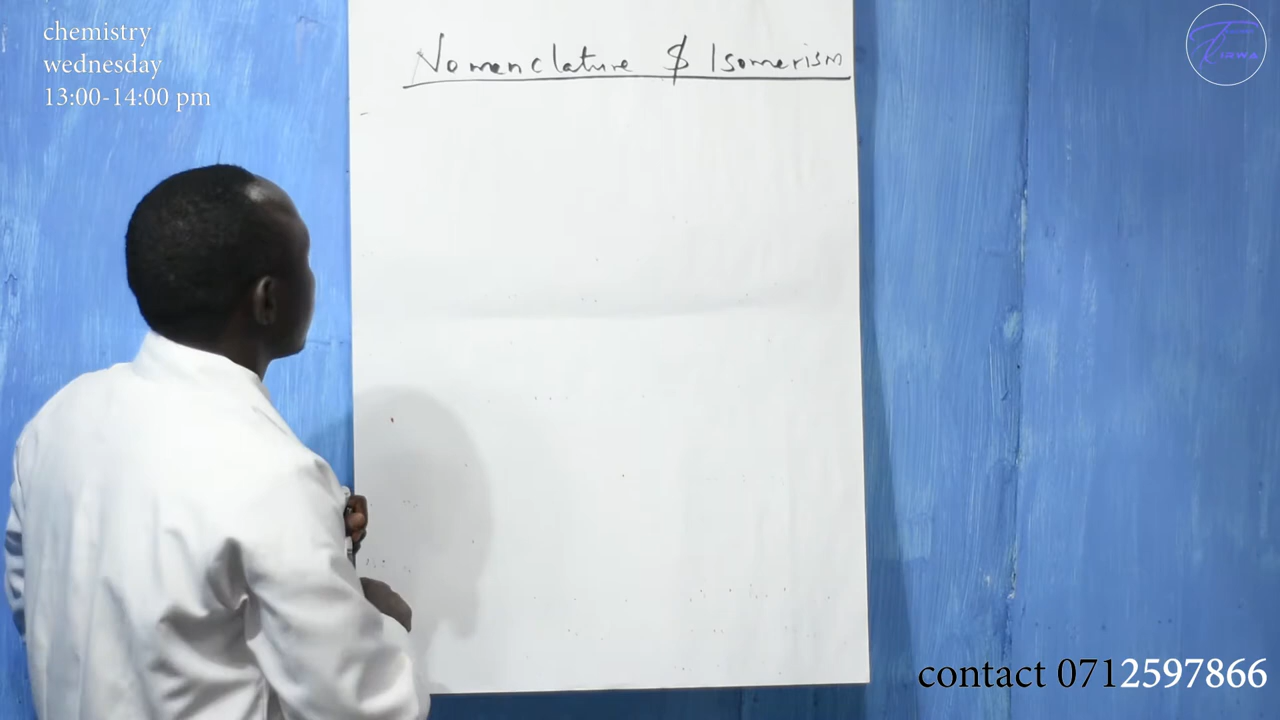 chemistry
wednesday
13:00-14:00 pm
Nomenclature $ Isomerism
contact 0712597866